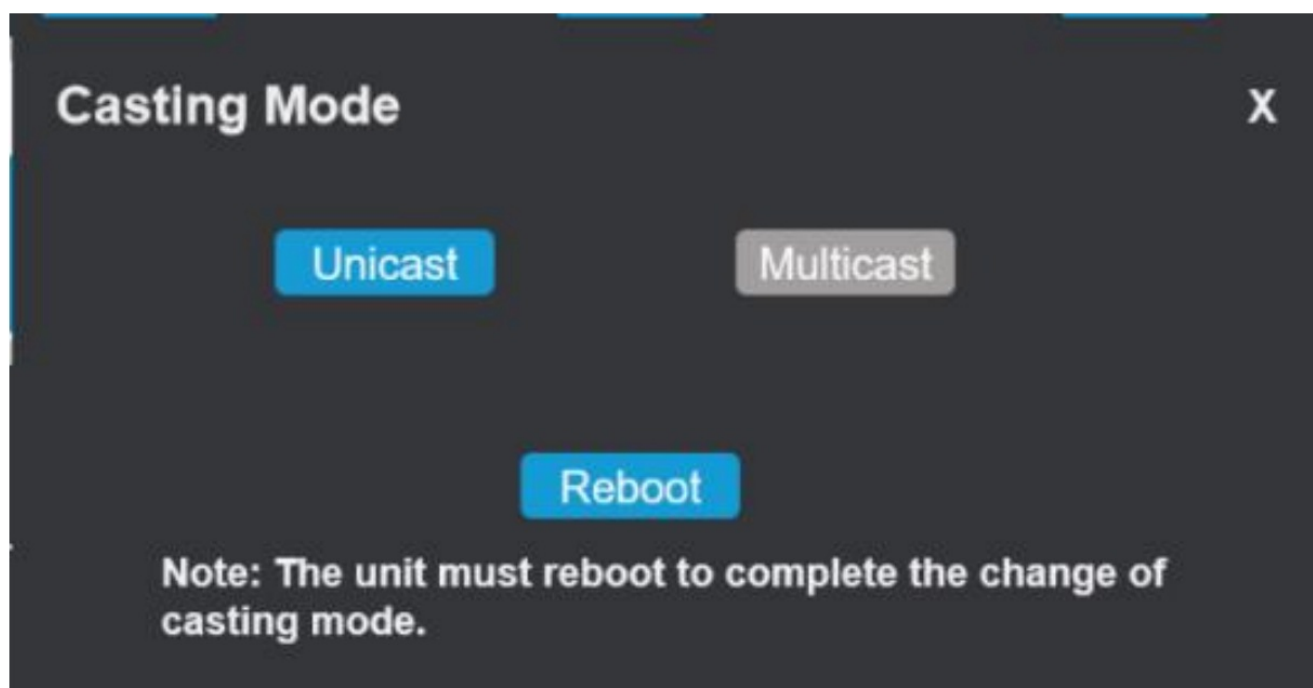 Casting Mode
X
Unicast
Multicast
Reboot
Note: The unit must reboot to complete the change of
casting mode.